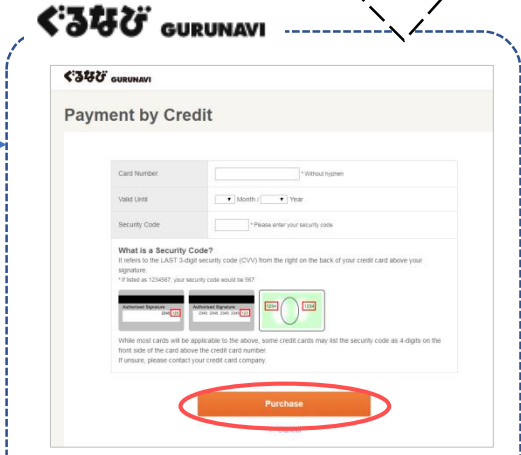 ぐるなび GURUNAVI
ぐるなび GURUNAVI
Payment by Credit
Card Number
* Without hyphen
Valid Until
Month /
Year
Security Code
* Please enter your security code
What is a Security Code?
It refers to the LAST 3-digit security code (CVV) from the right on the back of your credit card above your
signature.
* If listed as 1234567, your security code would be 567
Authorised Signature
Authorised Signature
1234
1234
While most cards will be applicable to the above, some credit cards may list the security code as 4-digits on the
front side of the card above the credit card number.
If unsure, please contact your credit card company.
Purchase